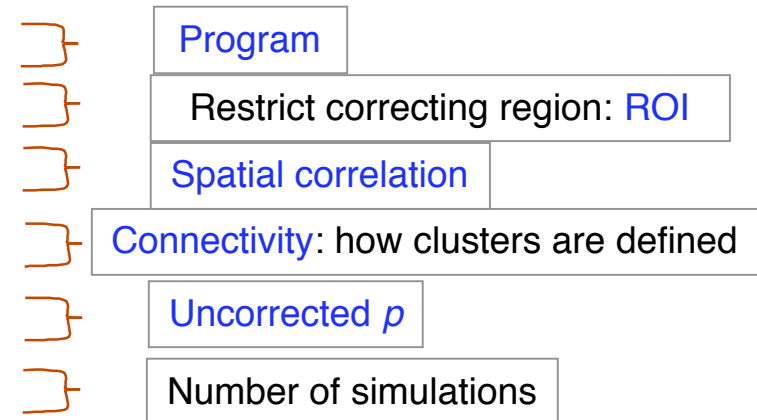 Program
Restrict correcting region: ROI
Spatial correlation
Connectivity: how clusters are defined
Uncorrected p
Number of simulations